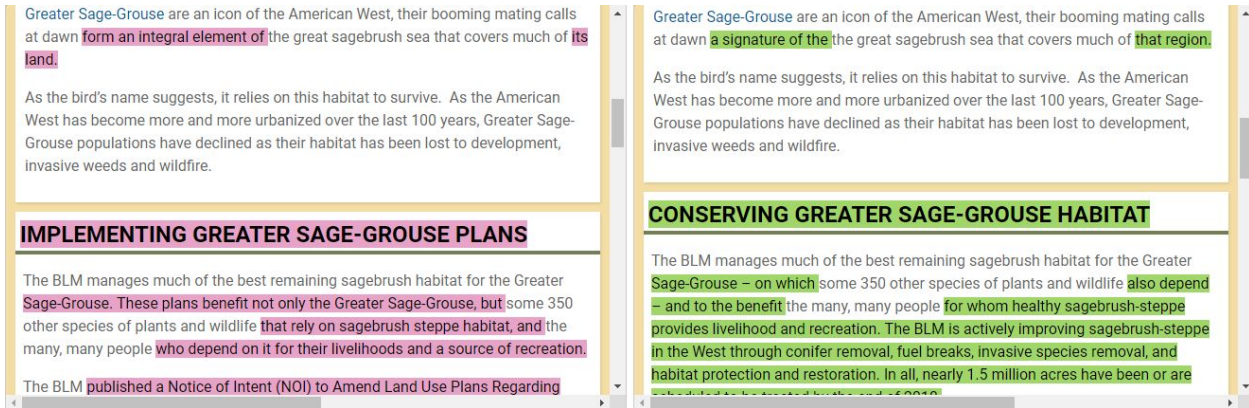 Greater Sage-Grouse are an icon of the American West, their booming mating calls
at dawn form an integral element of the great sagebrush sea that covers much of its
land.
As the bird's name suggests, it relies on this habitat to survive.  As the American
West has become more and more urbanized over the last 100 years, Greater Sage-
Grouse populations have declined as their habitat has been lost to development,
invasive weeds and wildfire.
IMPLEMENTING GREATER SAGE-GROUSE PLANS
The BLM manages much of the best remaining sagebrush habitat for the Greater
Sage-Grouse. These plans benefit not only the Greater Sage-Grouse, but some 350
other species of plants and wildlife that rely on sagebrush steppe habitat, and the
many, many people who depend on it for their livelihoods and a source of recreation.
The BLM published a Notice of Intent (NOI) to Amend Land Use Plans Regarding
Greater Sage-Grouse are an icon of the American West, their booming mating calls
at dawn a signature of the the great sagebrush sea that covers much of that region.
As the bird's name suggests, it relies on this habitat to survive.  As the American
West has become more and more urbanized over the last 100 years, Greater Sage-
Grouse populations have declined as their habitat has been lost to development,
invasive weeds and wildfire.
CONSERVING GREATER SAGE-GROUSE HABITAT
The BLM manages much of the best remaining sagebrush habitat for the Greater
Sage-Grouse – on which some 350 other species of plants and wildlife also depend
– and to the benefit the many, many people for whom healthy sagebrush-steppe
provides livelihood and recreation. The BLM is actively improving sagebrush-steppe
in the West through conifer removal, fuel breaks, invasive species removal, and
habitat protection and restoration. In all, nearly 1.5 million acres have been or are
scheduled to be treated by the end of 2019.